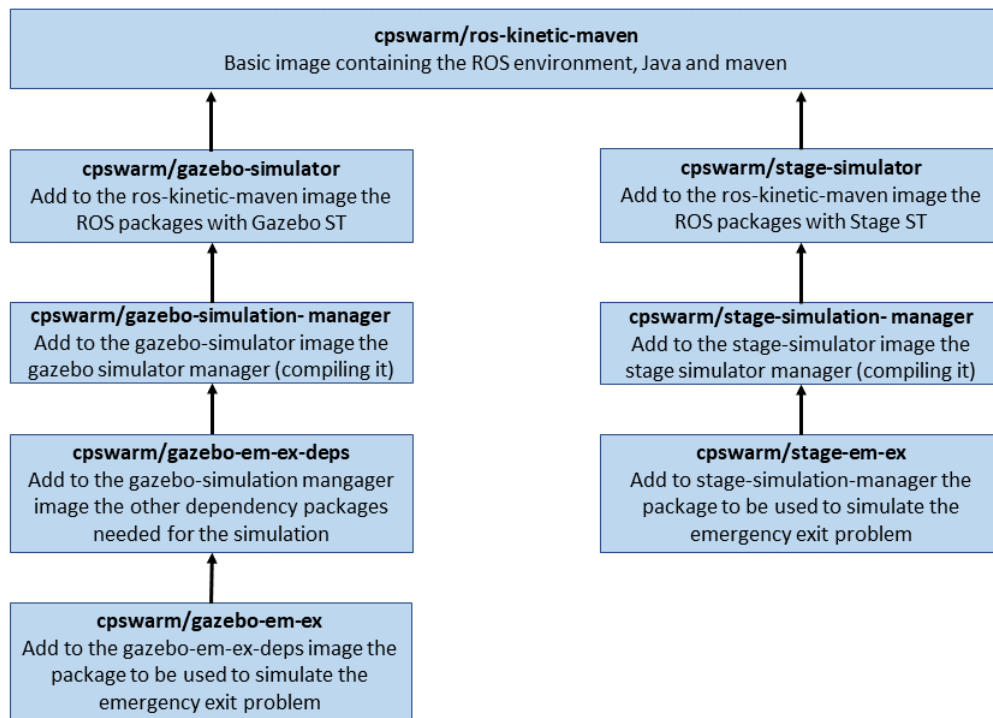 cpswarm/ros-kinetic-maven
Basic image containing the ROS environment, Java and maven
cpswarm/gazebo-simulator
Add to the ros-kinetic-maven image the
ROS packages with Gazebo ST
cpswarm/stage-simulator
Add to the ros-kinetic-maven image the
ROS packages with Stage ST
cpswarm/gazebo-simulation- manager
Add to the gazebo-simulator image the
gazebo simulator manager (compiling it)
cpswarm/stage-simulation- manager
Add to the stage-simulator image the
stage simulator manager (compiling it)
cpswarm/gazebo-em-ex-deps
Add to the gazebo-simulation mangager
image the other dependency packages
needed for the simulation
cpswarm/stage-em-ex
Add to stage-simulation-manager the
package to be used to simulate the
emergency exit problem
cpswarm/gazebo-em-ex
Add to the gazebo-em-ex-deps image the
package to be used to simulate the
emergency exit problem